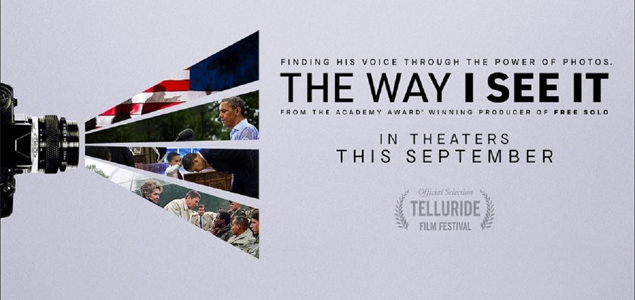 FINDING HIS VOICE THROUGH THE POWER OF PHOTOS.
THE WAY I SEE IT
FROM THE ACADEMY AWARD® WINNING PRODUCER OF FREE SOLO
IN THEATERS
THIS SEPTEMBER
Official Selection
TELLURIDE
FILM FESTIVAL